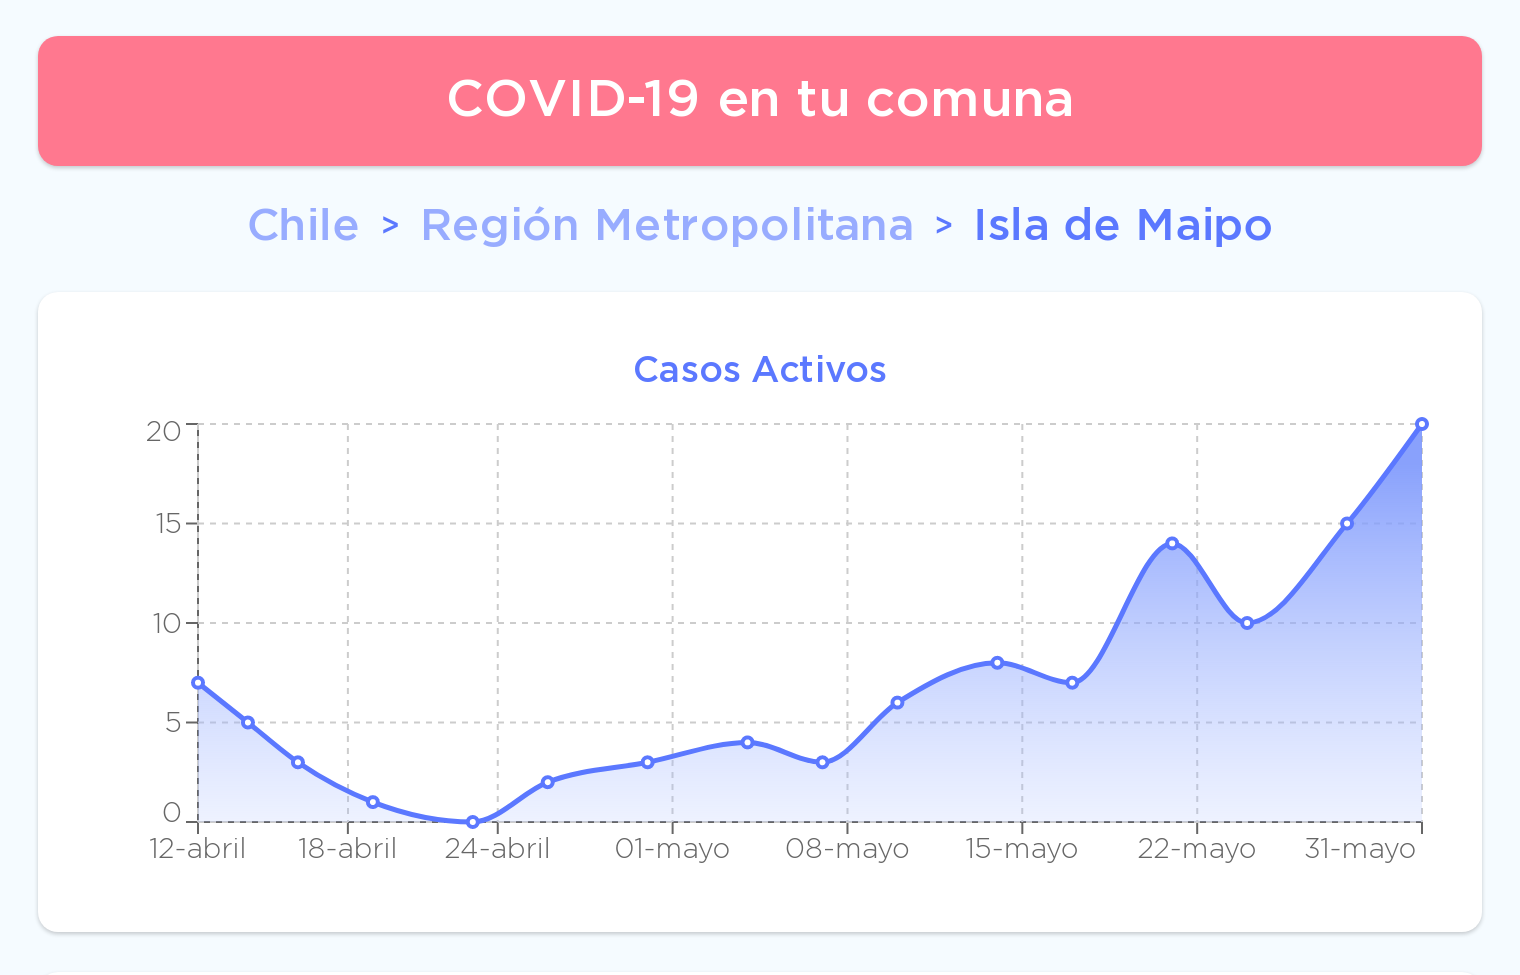 COVID-19 en tu comuna
Chile > Región Metropolitana > Isla de Maipo
Casos Activos
20
15
10
5
0
12-abril 18-abril 24-abril 01-mayo 08-mayo 15-mayo 22-mayo 31-mayo